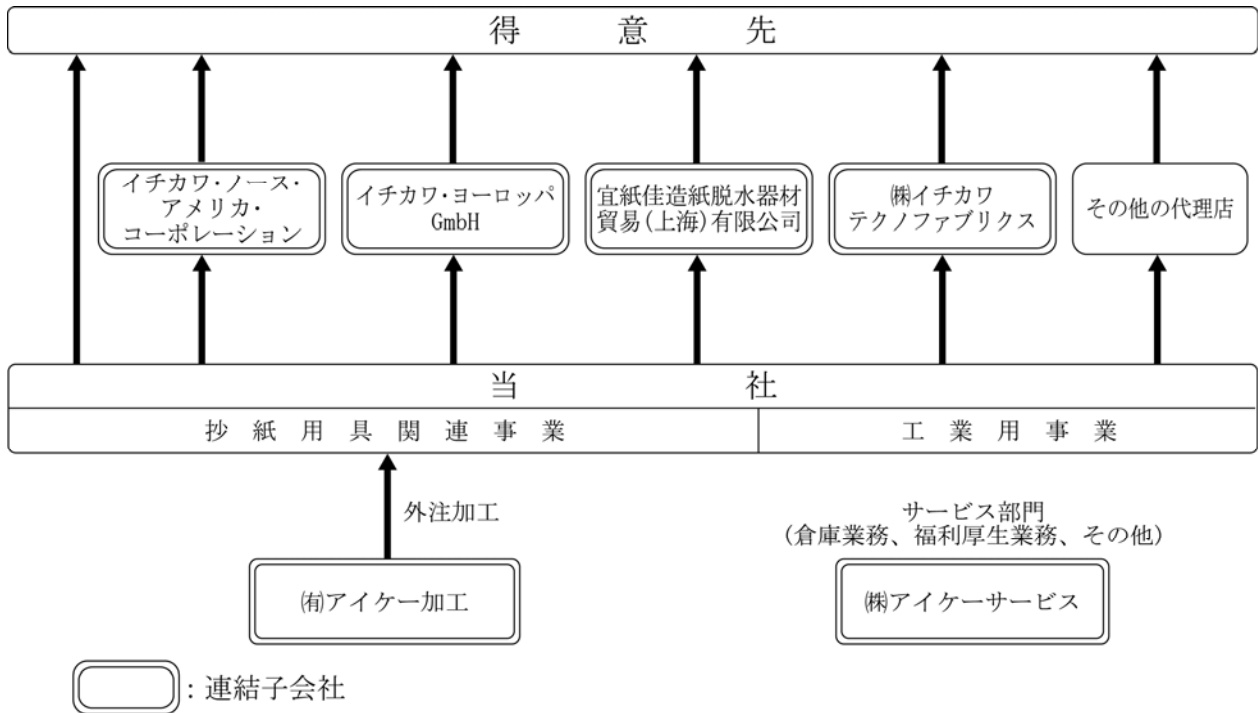 得意先
イチカワ・ノース・
アメリカ・
コーポレーション
イチカワ・ヨーロッパ
GmbH
宜紙佳造紙脱水器材
貿易(上海)有限公司
㈱イチカワ
テクノファブリクス
その他の代理店
当社
抄紙用具関連事業
工業用事業
外注加工
サービス部門
(倉庫業務、福利厚生業務、その他)
㈲アイケー加工
㈱アイケーサービス
：連結子会社